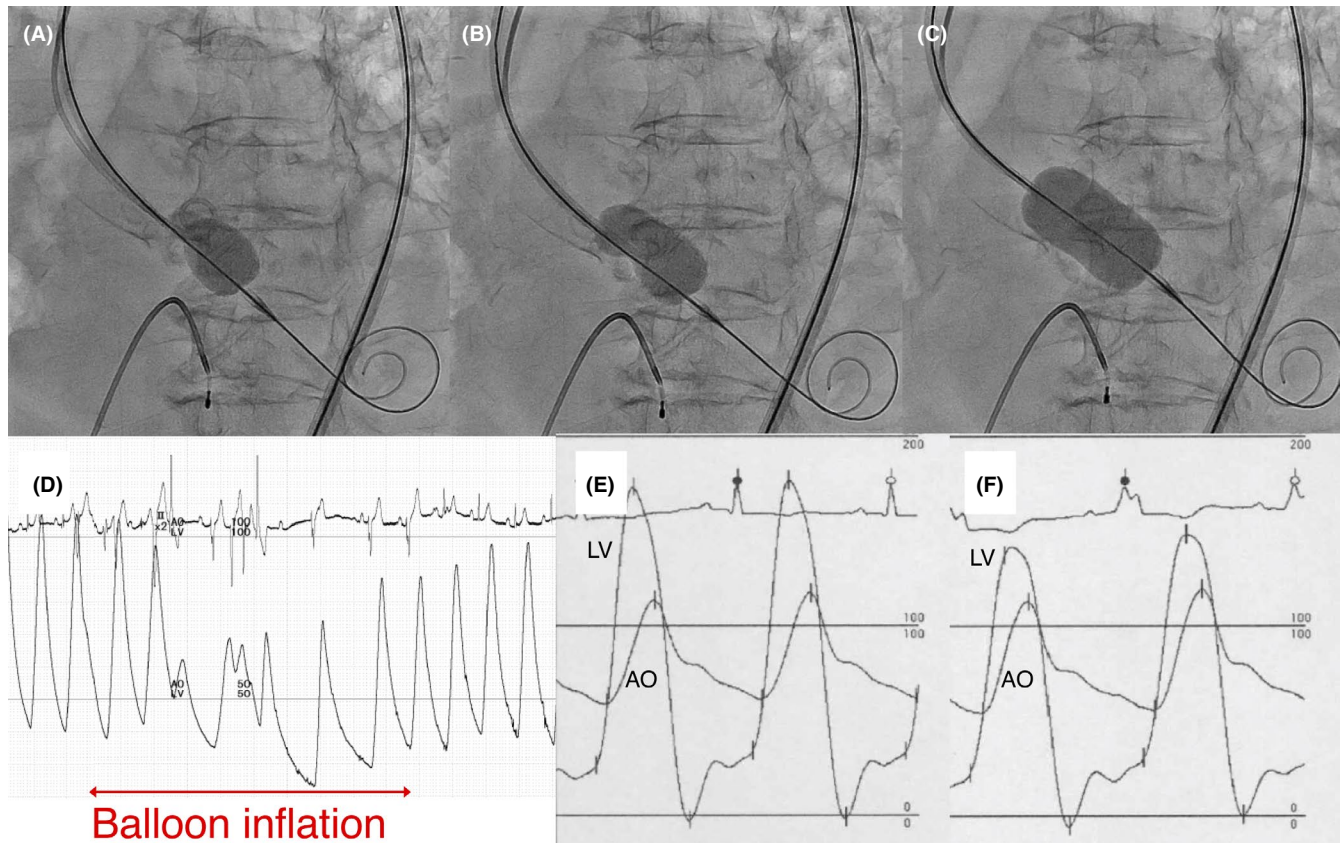 (A)
(B)
(C)
(D)
II
x2
AO 100
LV 100
AO 50
LV 50
Balloon inflation
(E)
200
LV
100
100
AO
0
0
(F)
200
LV
100
100
AO
0
0